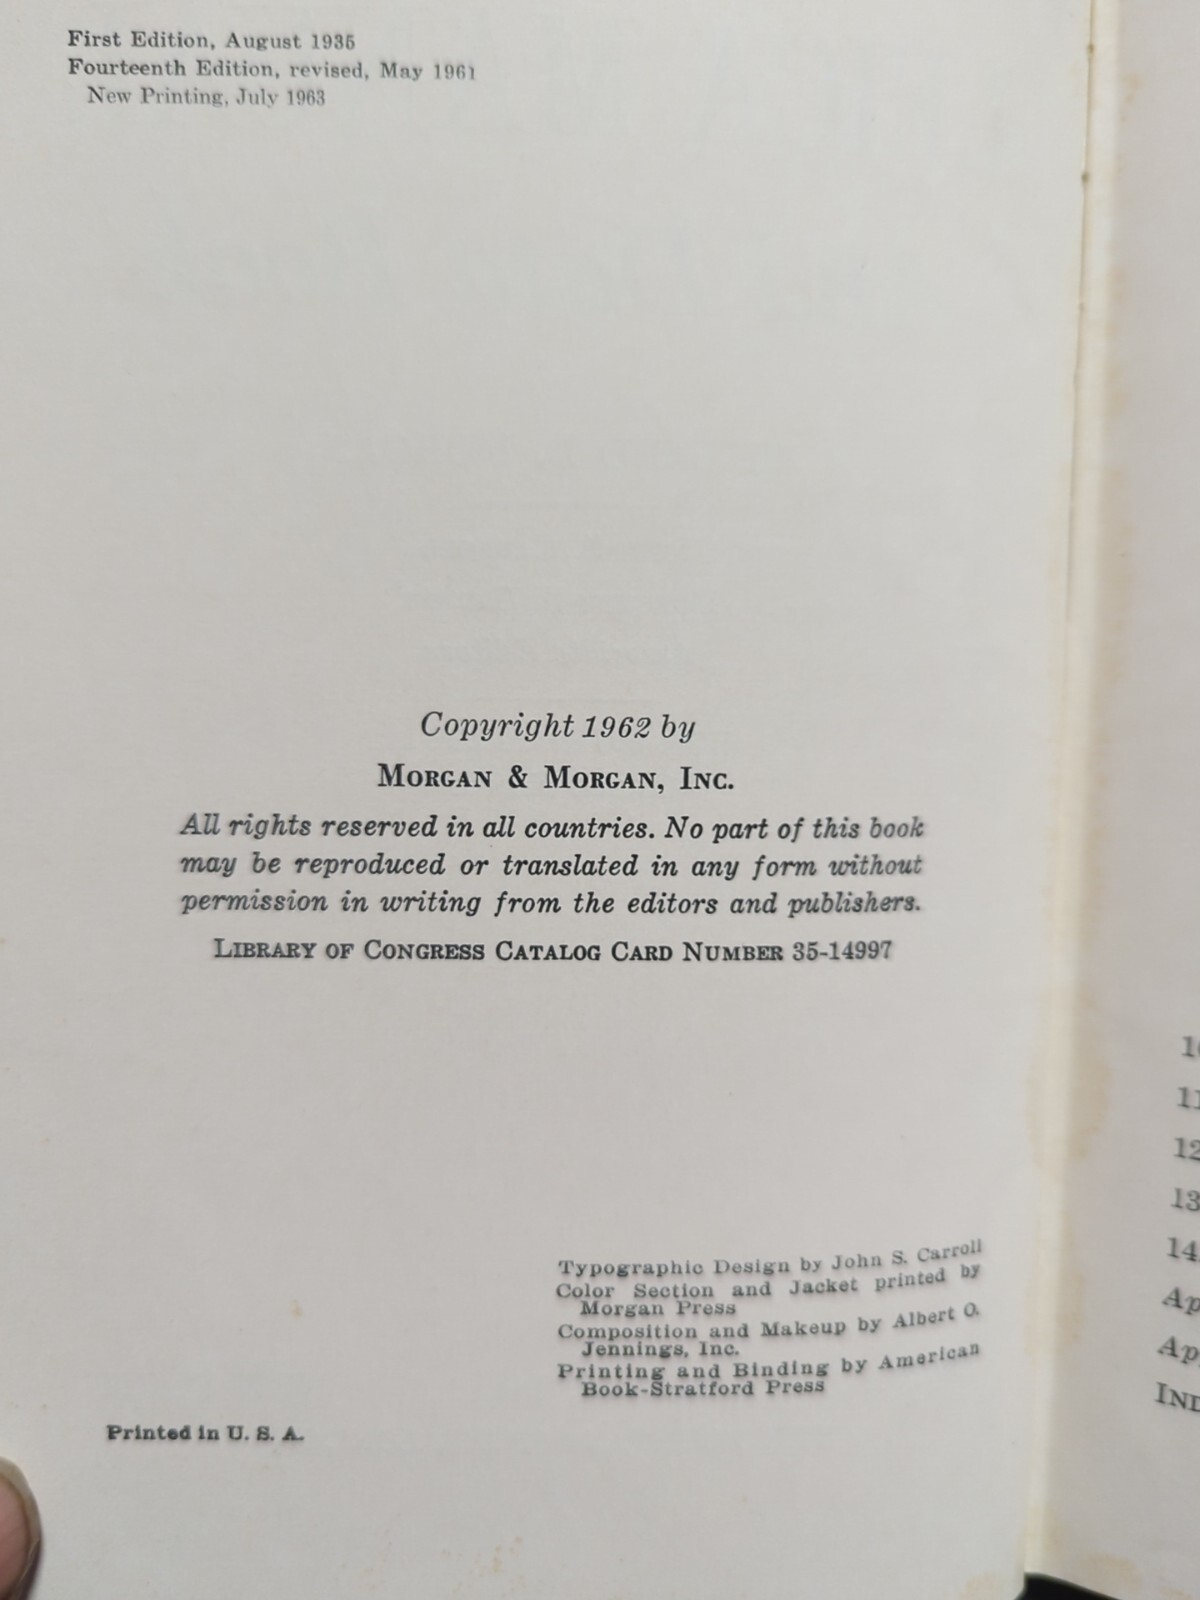 First Edition, August 1935
Fourteenth Edition, revised, May 1961
New Printing, July 1963
Copyright 1962 by
MORGAN & MORGAN, INC.
All rights reserved in all countries. No part of this book
may be reproduced or translated in any form without
permission in writing from the editors and publishers.
LIBRARY OF CONGRESS CATALOG CARD NUMBER 35-14997
Typographic Design by John S. Carroll
Color Section and Jacket printed by
Morgan Press
Composition and Makeup by Albert O.
Jennings, Inc.
Printing and Binding by American
Book-Stratford Press
Printed in U. S. A.
11
12
13
14